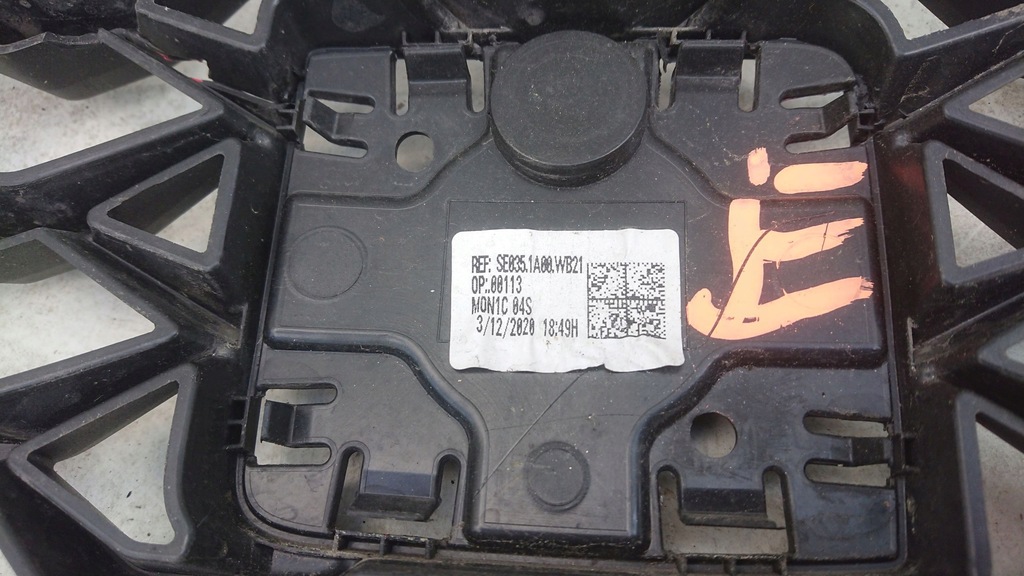 REF: SE035.1A00.WB21
OP:.00113
MON1C 04S
3/12/2020 18:49H